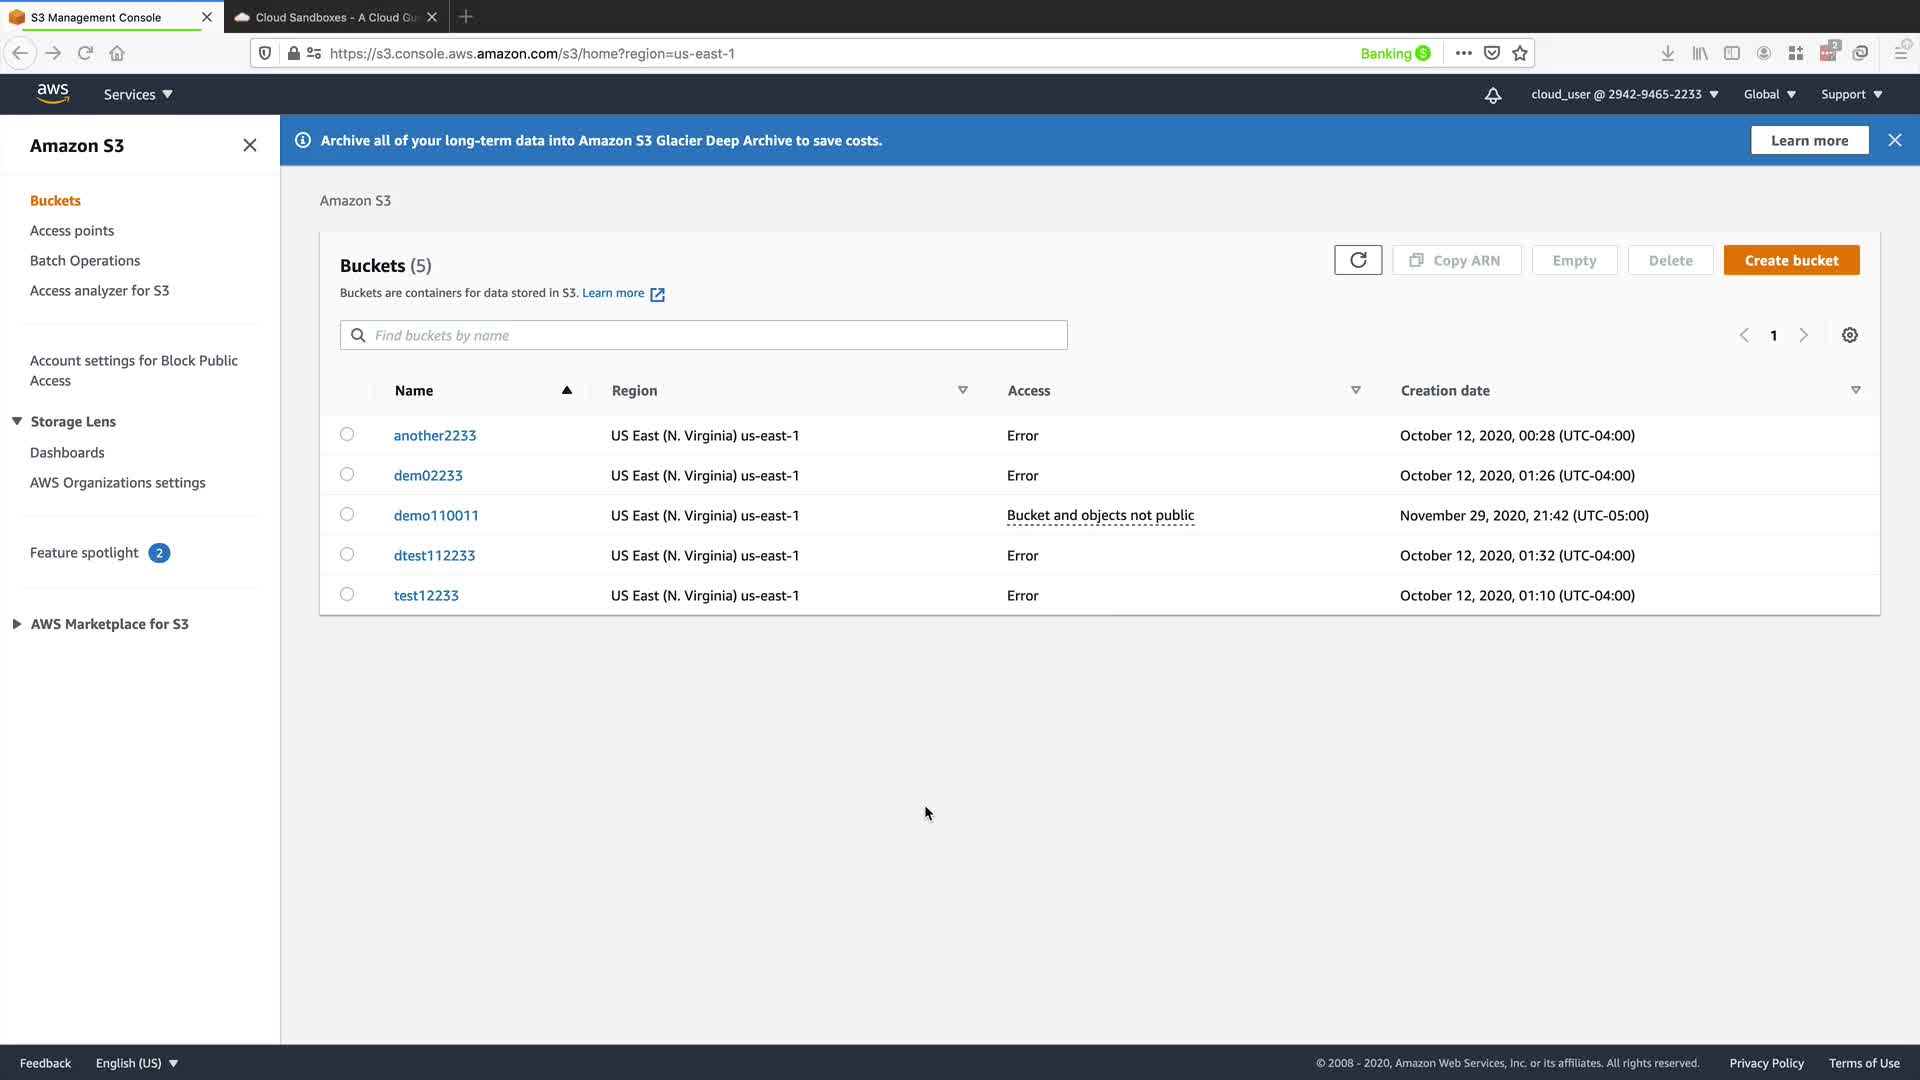 S3 Management Console
Cloud Sandboxes - A Cloud Gu
https://s3.console.aws.amazon.com/s3/home?region=us-east-1
Banking
2
aws
Services
cloud_user @ 2942-9465-2233
Global
Support
Amazon S3
Archive all of your long-term data into Amazon S3 Glacier Deep Archive to save costs.
Learn more
Buckets
Access points
Batch Operations
Access analyzer for S3
Account settings for Block Public
Access
Storage Lens
Dashboards
AWS Organizations settings
Feature spotlight 2
AWS Marketplace for S3
Amazon S3
Buckets (5)
Copy ARN
Empty
Delete
Create bucket
Buckets are containers for data stored in S3. Learn more
Find buckets by name
1
Name Region Access Creation date
another2233 US East (N. Virginia) us-east-1 Error October 12, 2020, 00:28 (UTC-04:00)
dem02233 US East (N. Virginia) us-east-1 Error October 12, 2020, 01:26 (UTC-04:00)
demo110011 US East (N. Virginia) us-east-1 Bucket and objects not public November 29, 2020, 21:42 (UTC-05:00)
dtest112233 US East (N. Virginia) us-east-1 Error October 12, 2020, 01:32 (UTC-04:00)
test12233 US East (N. Virginia) us-east-1 Error October 12, 2020, 01:10 (UTC-04:00)
Feedback
English (US)
© 2008 - 2020, Amazon Web Services, Inc. or its affiliates. All rights reserved.
Privacy Policy
Terms of Use